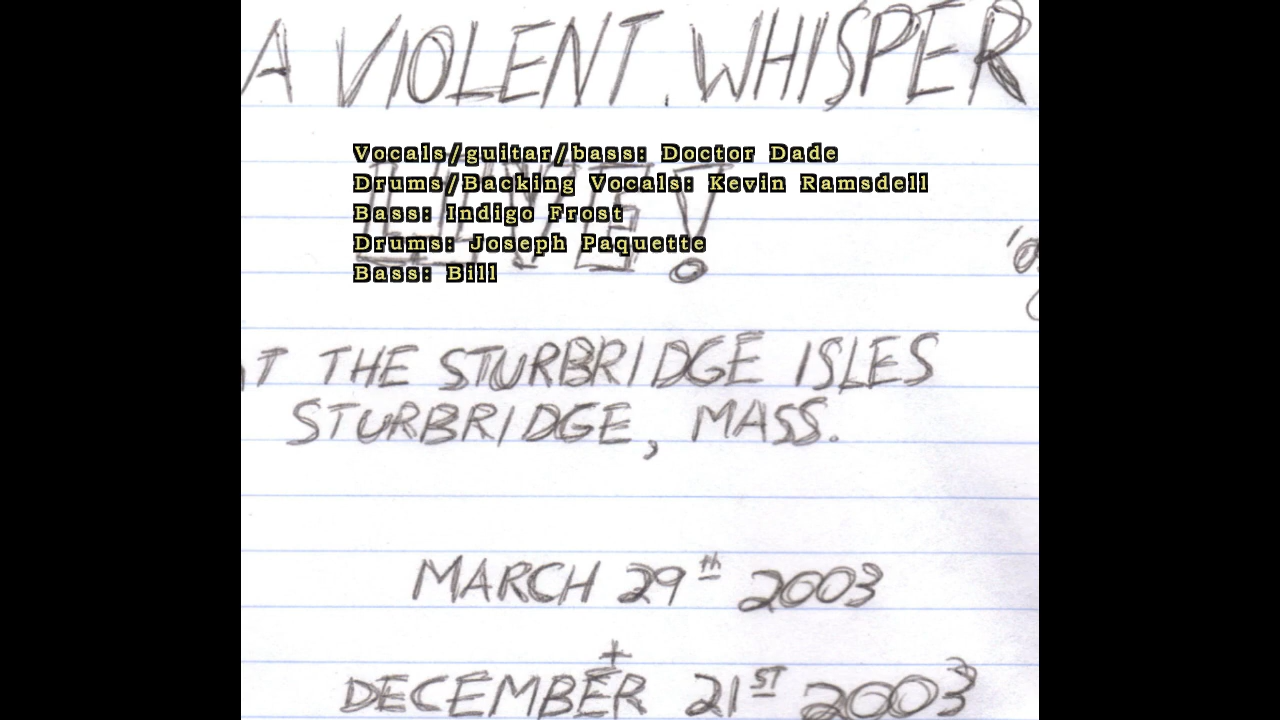 A VIOLENT WHISPER
LIVE!
Vocals/guitar/bass: Doctor Dade
Drums/Backing Vocals: Kevin Ramsdell
Bass: Indigo Frost
Drums: Joseph Paquette
Bass: Bill
T THE STURBRIDGE ISLES
STURBRIDGE, MASS.
MARCH 29th 2003
+
DECEMBER 21ST 2003